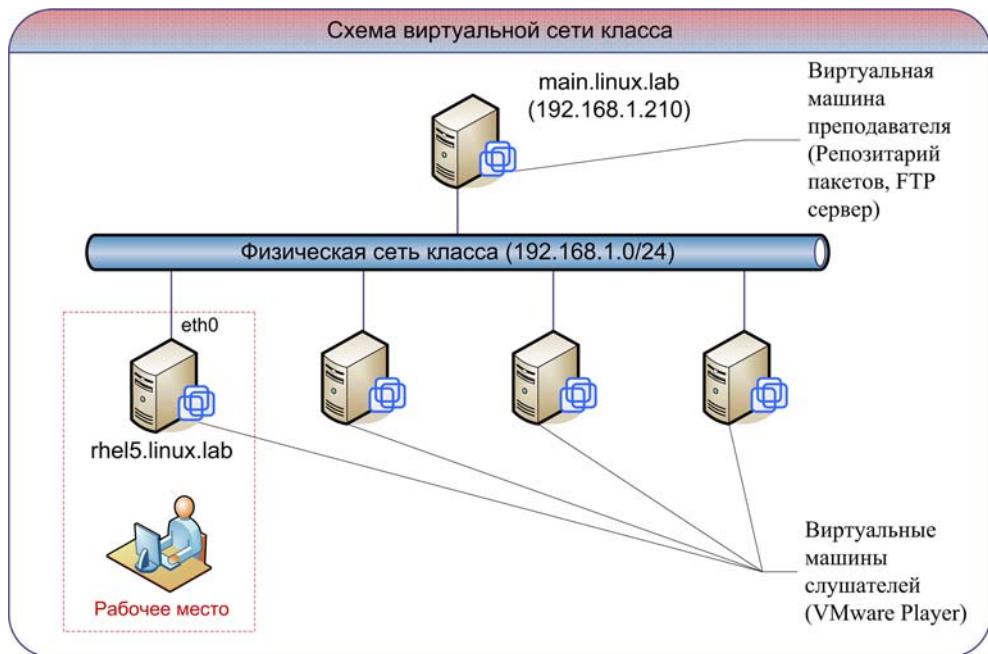 Схема виртуальной сети класса
main.linux.lab
(192.168.1.210)
Виртуальная
машина
преподавателя
(Репозитарий
пакетов, FTP
сервер)
Физическая сеть класса (192.168.1.0/24)
eth0
rhel5.linux.lab
Рабочее место
Виртуальные
машины
слушателей
(VMware Player)